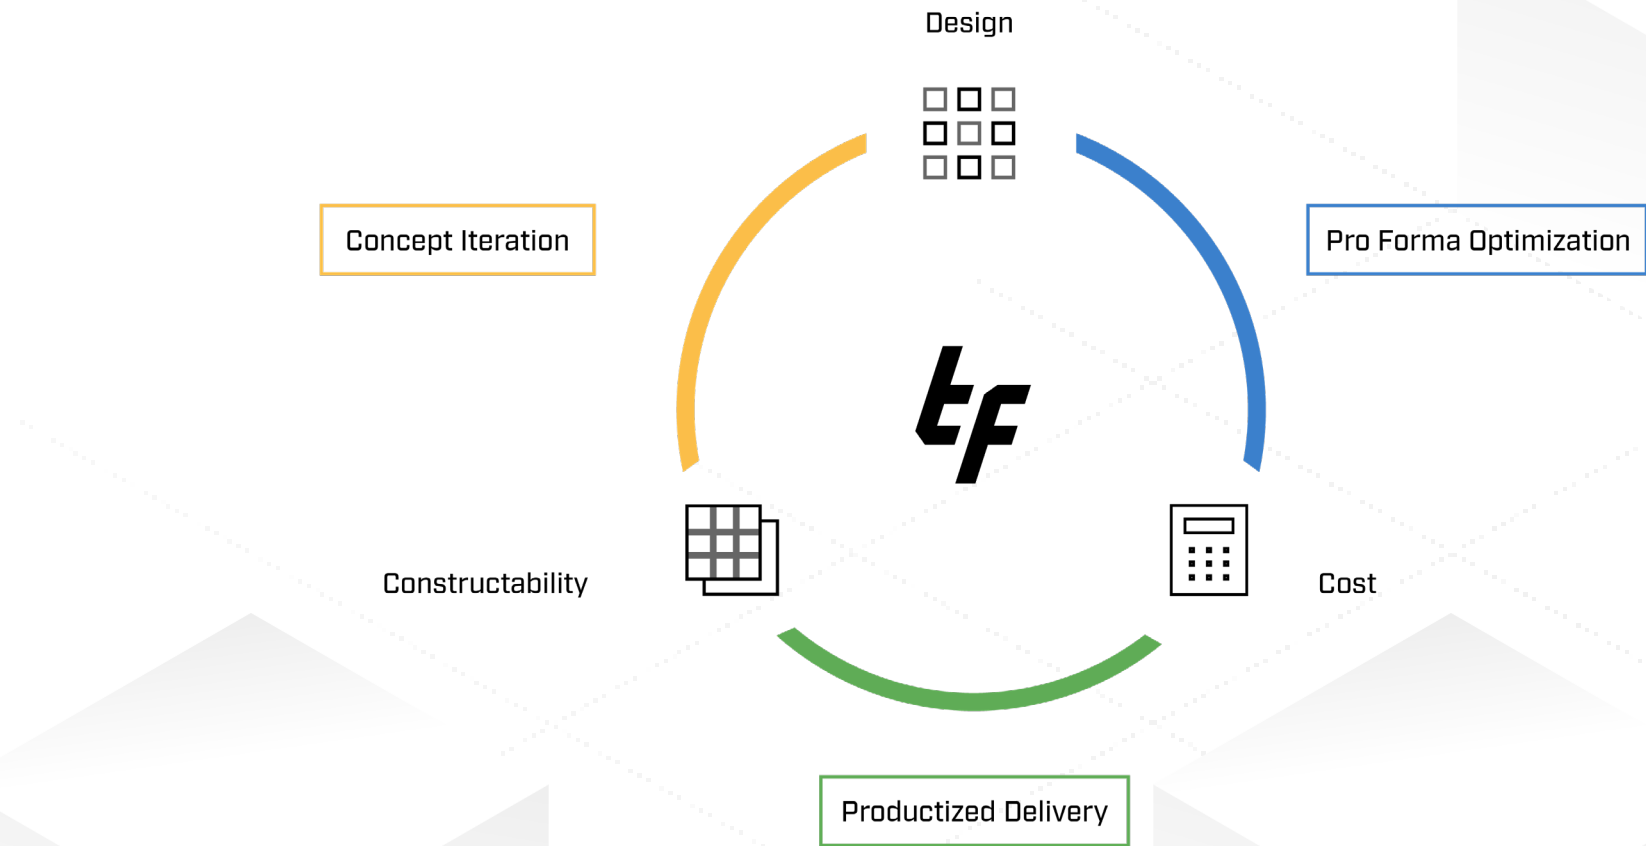 Design
Concept Iteration
Pro Forma Optimization
tf
Constructability
Cost
Productized Delivery